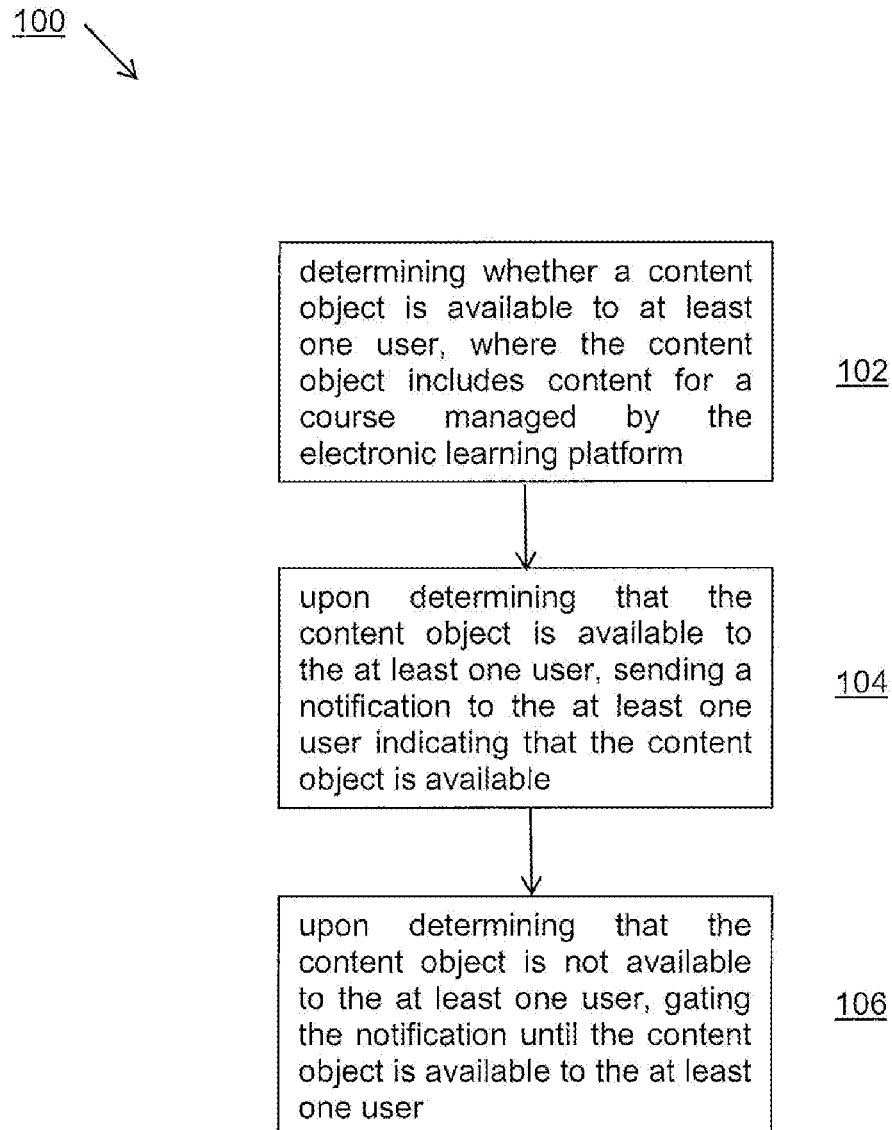 100
determining whether a content
object is available to at least
one user, where the content
object includes content for a
course managed by the
electronic learning platform
102
upon determining that the
content object is available to
the at least one user, sending a
notification to the at least one
user indicating that the content
object is available
104
upon determining that the
content object is not available
to the at least one user, gating
the notification until the content
object is available to the at least
one user
106